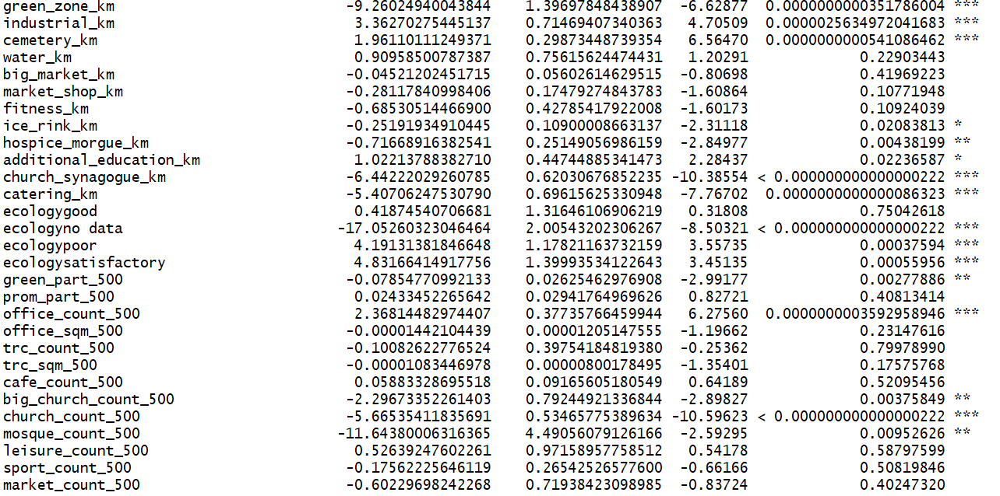 green_zone_km -9.26024940043844 1.39697848438907 -6.62877 0.0000000000351786004 ***
industrial_km 3.36270275445137 0.71469407340363 4.70509 0.0000025634972041683 ***
cemetery_km 1.96110111249371 0.29873448739354 6.56470 0.0000000000541086462 ***
water_km 0.90958500787387 0.75615624474431 1.20291 0.22903443
big_market_km -0.04521202451715 0.05602614629515 -0.80698 0.41969223
market_shop_km -0.28117840998406 0.17479274843783 -1.60864 0.10771948
fitness_km -0.68530514466900 0.42785417922008 -1.60173 0.10924039
ice_rink_km -0.25191934910445 0.10900008663137 -2.31118 0.02083813 *
hospice_morgue_km -0.71668916382541 0.25149056986159 -2.84977 0.00438199 **
additional_education_km 1.02213788382710 0.44744885341473 2.28437 0.02236587 *
church_synagogue_km -6.44222029260785 0.62030676852235 -10.38554 < 0.000000000000000222 ***
catering_km -5.40706247530790 0.69615625330948 -7.76702 0.0000000000000086323 ***
ecologygood 0.41874540706681 1.31646106906219 0.31808 0.75042618
ecologyno data -17.05260323046464 2.00543202306267 -8.50321 < 0.000000000000000222 ***
ecologypoor 4.19131381846648 1.17821163732159 3.55735 0.00037594 ***
ecologysatisfactory 4.83166414917756 1.39993534122643 3.45135 0.00055956 ***
green_part_500 -0.07854770992133 0.02625462976908 -2.99177 0.00277886 **
prom_part_500 0.02433452265642 0.02941764969626 0.82721 0.40813414
office_count_500 2.36814482974407 0.37735766459944 6.27560 0.0000000003592958946 ***
office_sqm_500 -0.00001442104439 0.00001205147555 -1.19662 0.23147616
trc_count_500 -0.10082622776524 0.39754184819380 -0.25362 0.79978990
trc_sqm_500 -0.00001083446978 0.00000800178495 -1.35401 0.17575768
cafe_count_500 0.05883328695518 0.09165605180549 0.64189 0.52095456
big_church_count_500 -2.29673352261403 0.79244921336844 -2.89827 0.00375849 **
church_count_500 -5.66535411835691 0.53465775389634 -10.59623 < 0.000000000000000222 ***
mosque_count_500 -11.64380006316365 4.49056079126166 -2.59295 0.00952626 **
leisure_count_500 0.52639247602261 0.97158957758512 0.54178 0.58797599
sport_count_500 -0.17562225646119 0.26542526577600 -0.66166 0.50819846
market_count_500 -0.60229698242268 0.71938423098985 -0.83724 0.40247320